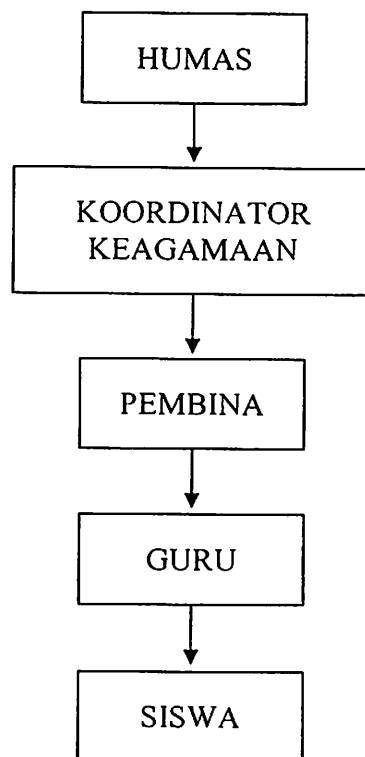 HUMAS
KOORDINATOR
KEAGAMAAN
PEMBINA
GURU
SISWA